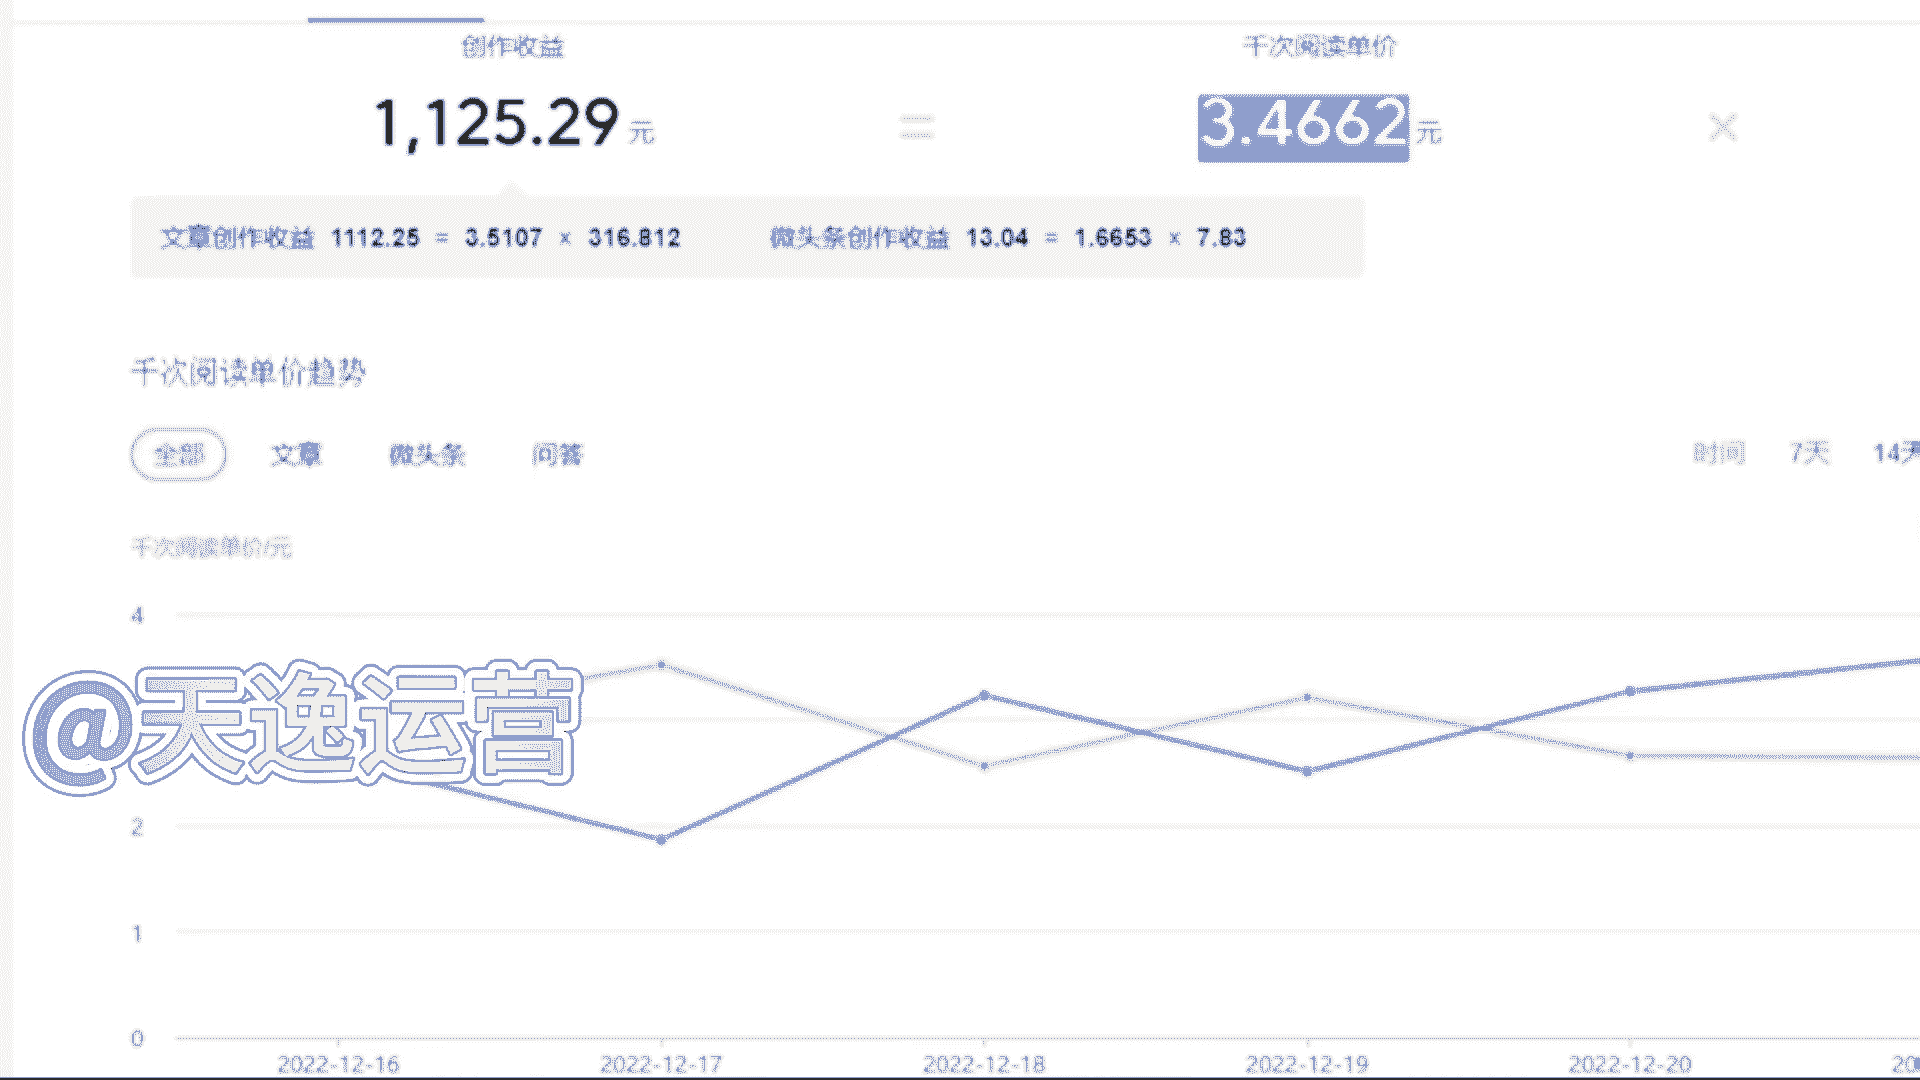 创作收益 千次阅读单价
1,125.29 元 = 3.4662 元 ×
文章创作收益 1112.25 = 3.5107 × 316.812 微头条创作收益 13.04 = 1.6653 × 7.83
千次阅读单价趋势
全部 文章 微头条 问答 时间 7天 14天
千次阅读单价/元
4
@天逸运营
2
1
0
2022-12-16 2022-12-17 2022-12-18 2022-12-19 2022-12-20